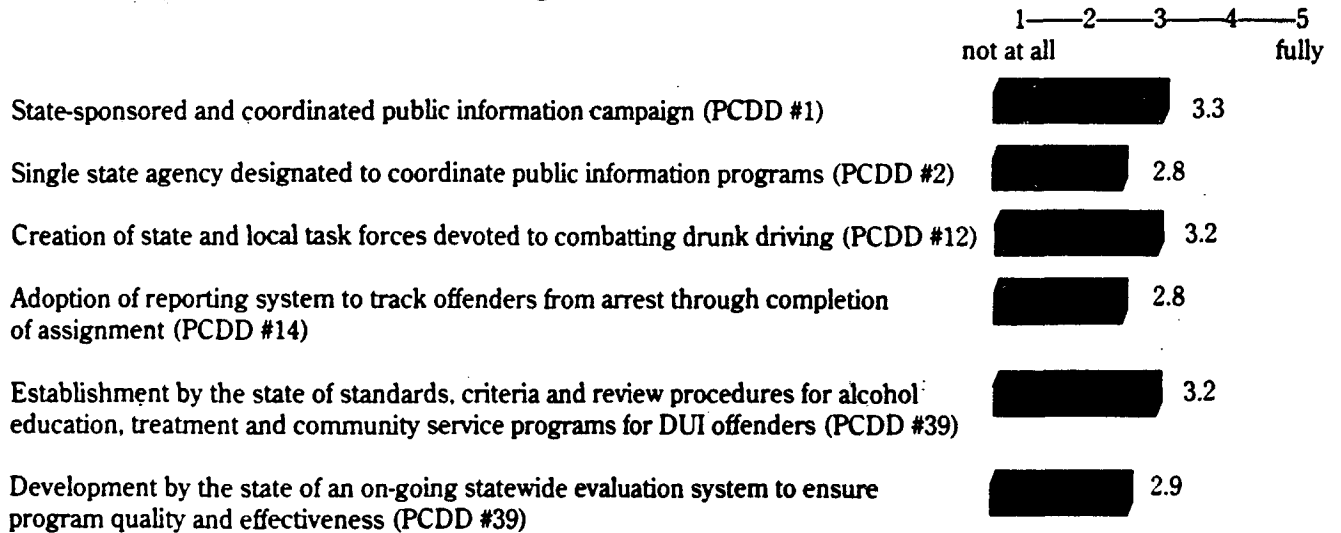 1——2——3——4——5
not at all fully
State-sponsored and coordinated public information campaign (PCDD #1) 3.3
Single state agency designated to coordinate public information programs (PCDD #2) 2.8
Creation of state and local task forces devoted to combatting drunk driving (PCDD #12) 3.2
Adoption of reporting system to track offenders from arrest through completion
of assignment (PCDD #14) 2.8
Establishment by the state of standards, criteria and review procedures for alcohol
education, treatment and community service programs for DUI offenders (PCDD #39) 3.2
Development by the state of an on-going statewide evaluation system to ensure
program quality and effectiveness (PCDD #39) 2.9